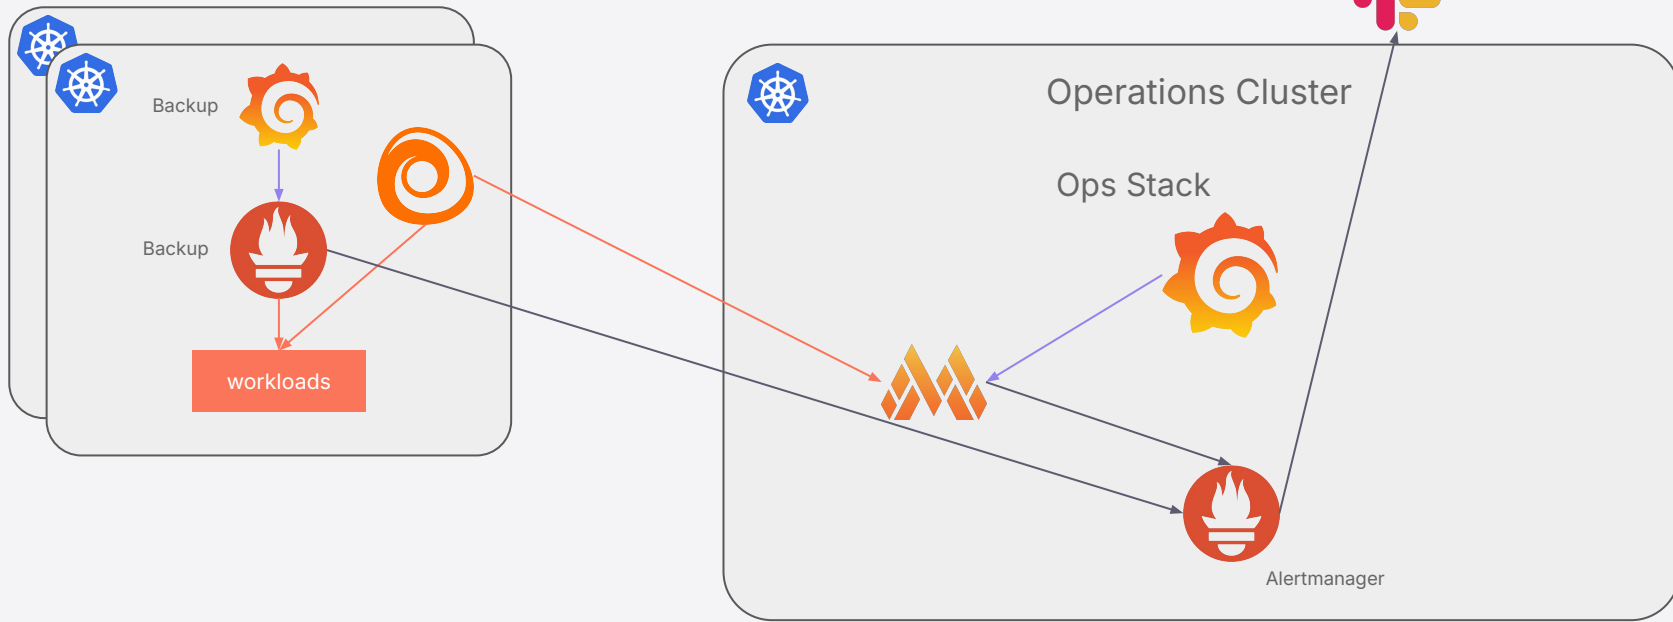 Backup
Backup
workloads
Operations Cluster
Ops Stack
Alertmanager